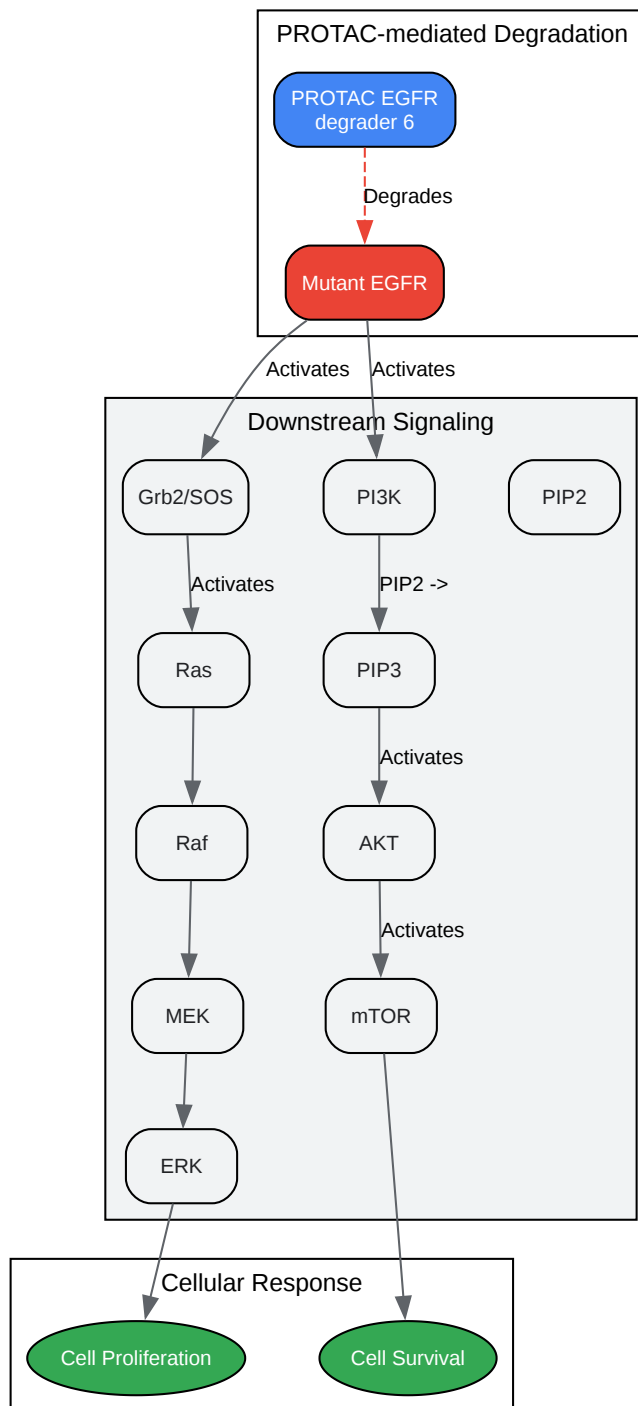 PROTAC-mediated Degradation
PROTAC EGFR
degrader 6
Degrades
Mutant EGFR
Activates
Activates
Downstream Signaling
Grb2/SOS
PI3K
PIP2
Activates
PIP2 ->
Ras
PIP3
Activates
Raf
AKT
Activates
MEK
mTOR
ERK
Cellular Response
Cell Proliferation
Cell Survival